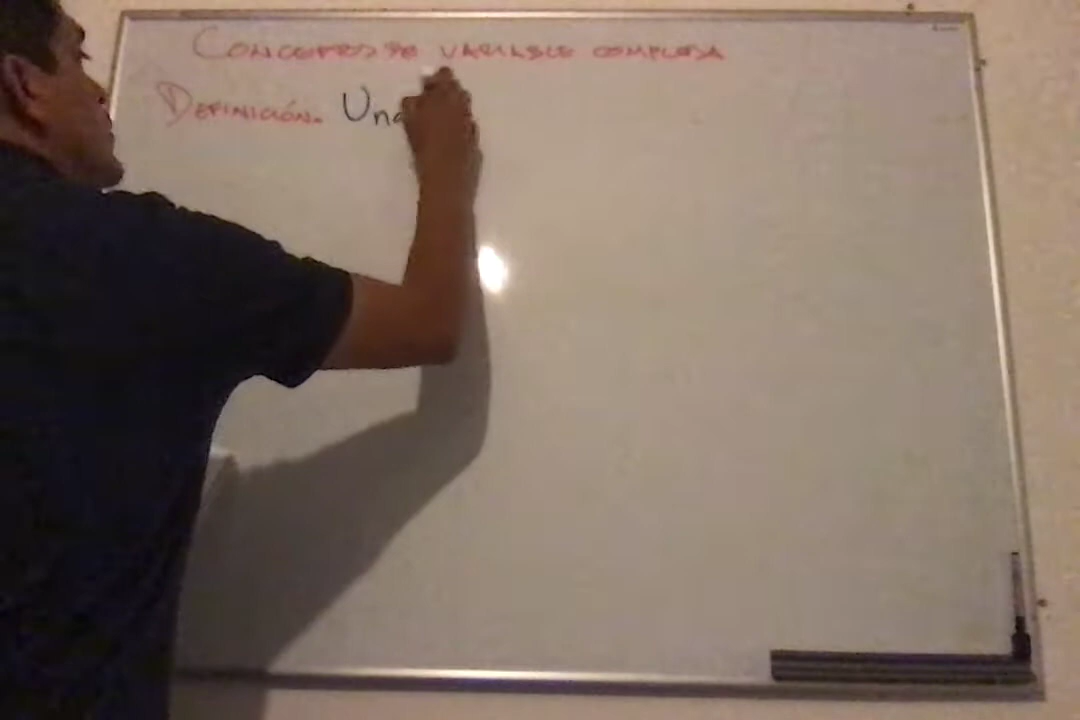 CONCEPTOS DE VARIABLE COMPLEJA
DEFINICIÓN. Una